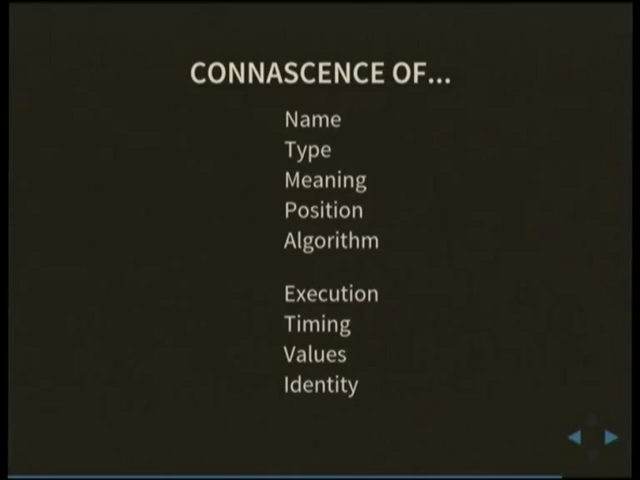 CONNASCENCE OF...
Name
Type
Meaning
Position
Algorithm
Execution
Timing
Values
Identity